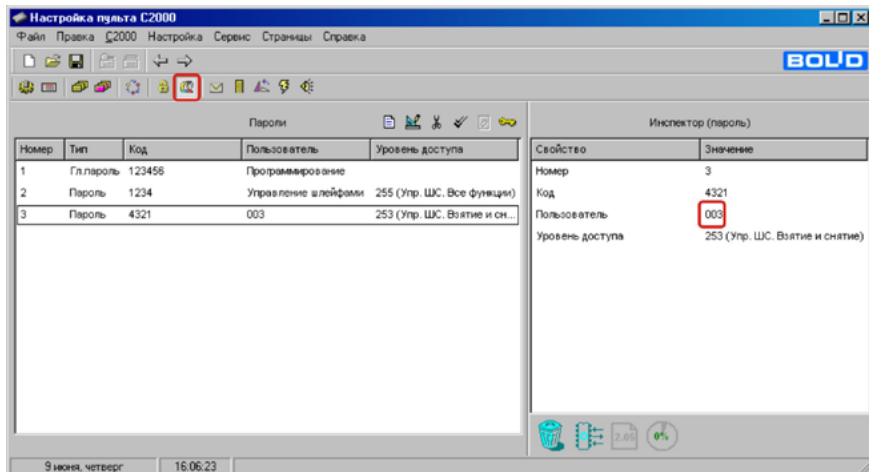 Настройка пульта С2000
Файл Правка С2000 Настройка Сервис Страницы Справка
BOLID
Пароли
Инспектор (пароль)
Номер Тип Код Пользователь Уровень доступа
Свойство Значение
1 Гл.пароль 123456 Программирование
Номер 3
2 Пароль 1234 Управление шлейфами 255 (Упр. ШС. Все функции)
Код 4321
3 Пароль 4321 003 253 (Упр. ШС. Взятие и сн...
Пользователь 003
Уровень доступа 253 (Упр. ШС. Взятие и снятие)
2.05 0%
9 июня, четверг 16:06:23